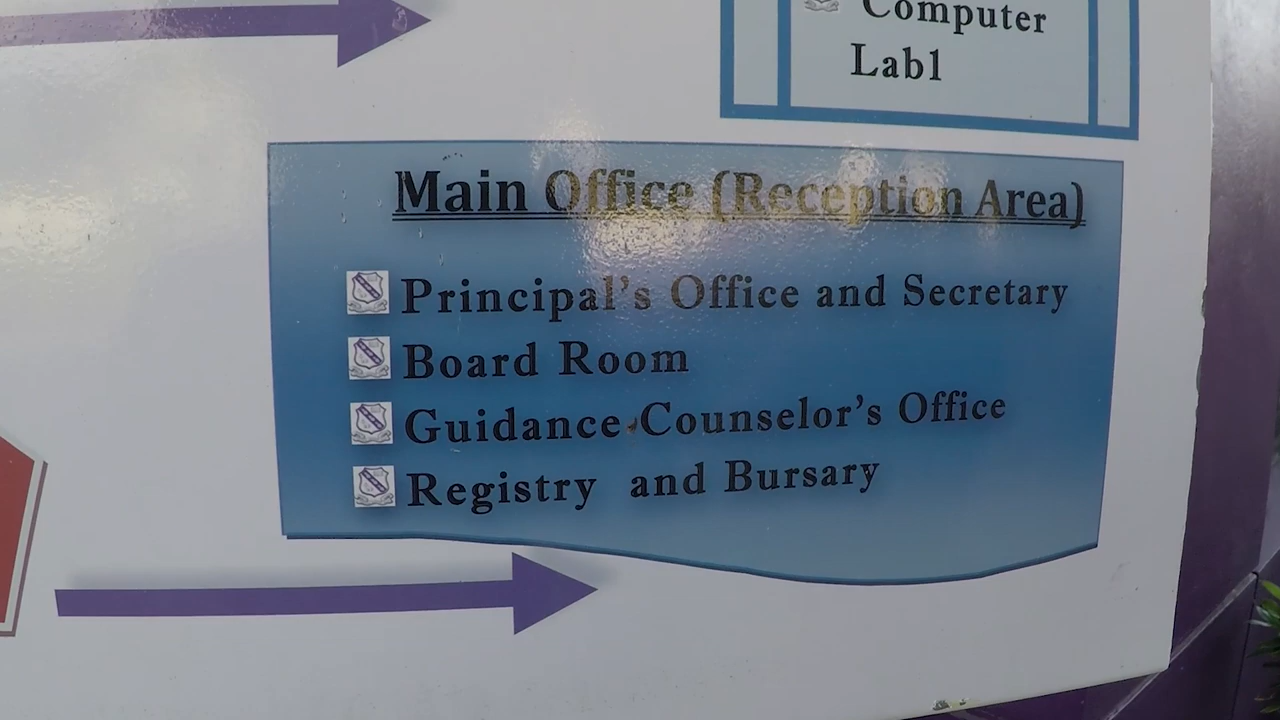 Computer
Lab1
Main Office (Reception Area)
Principal's Office and Secretary
Board Room
Guidance Counselor's Office
Registry and Bursary